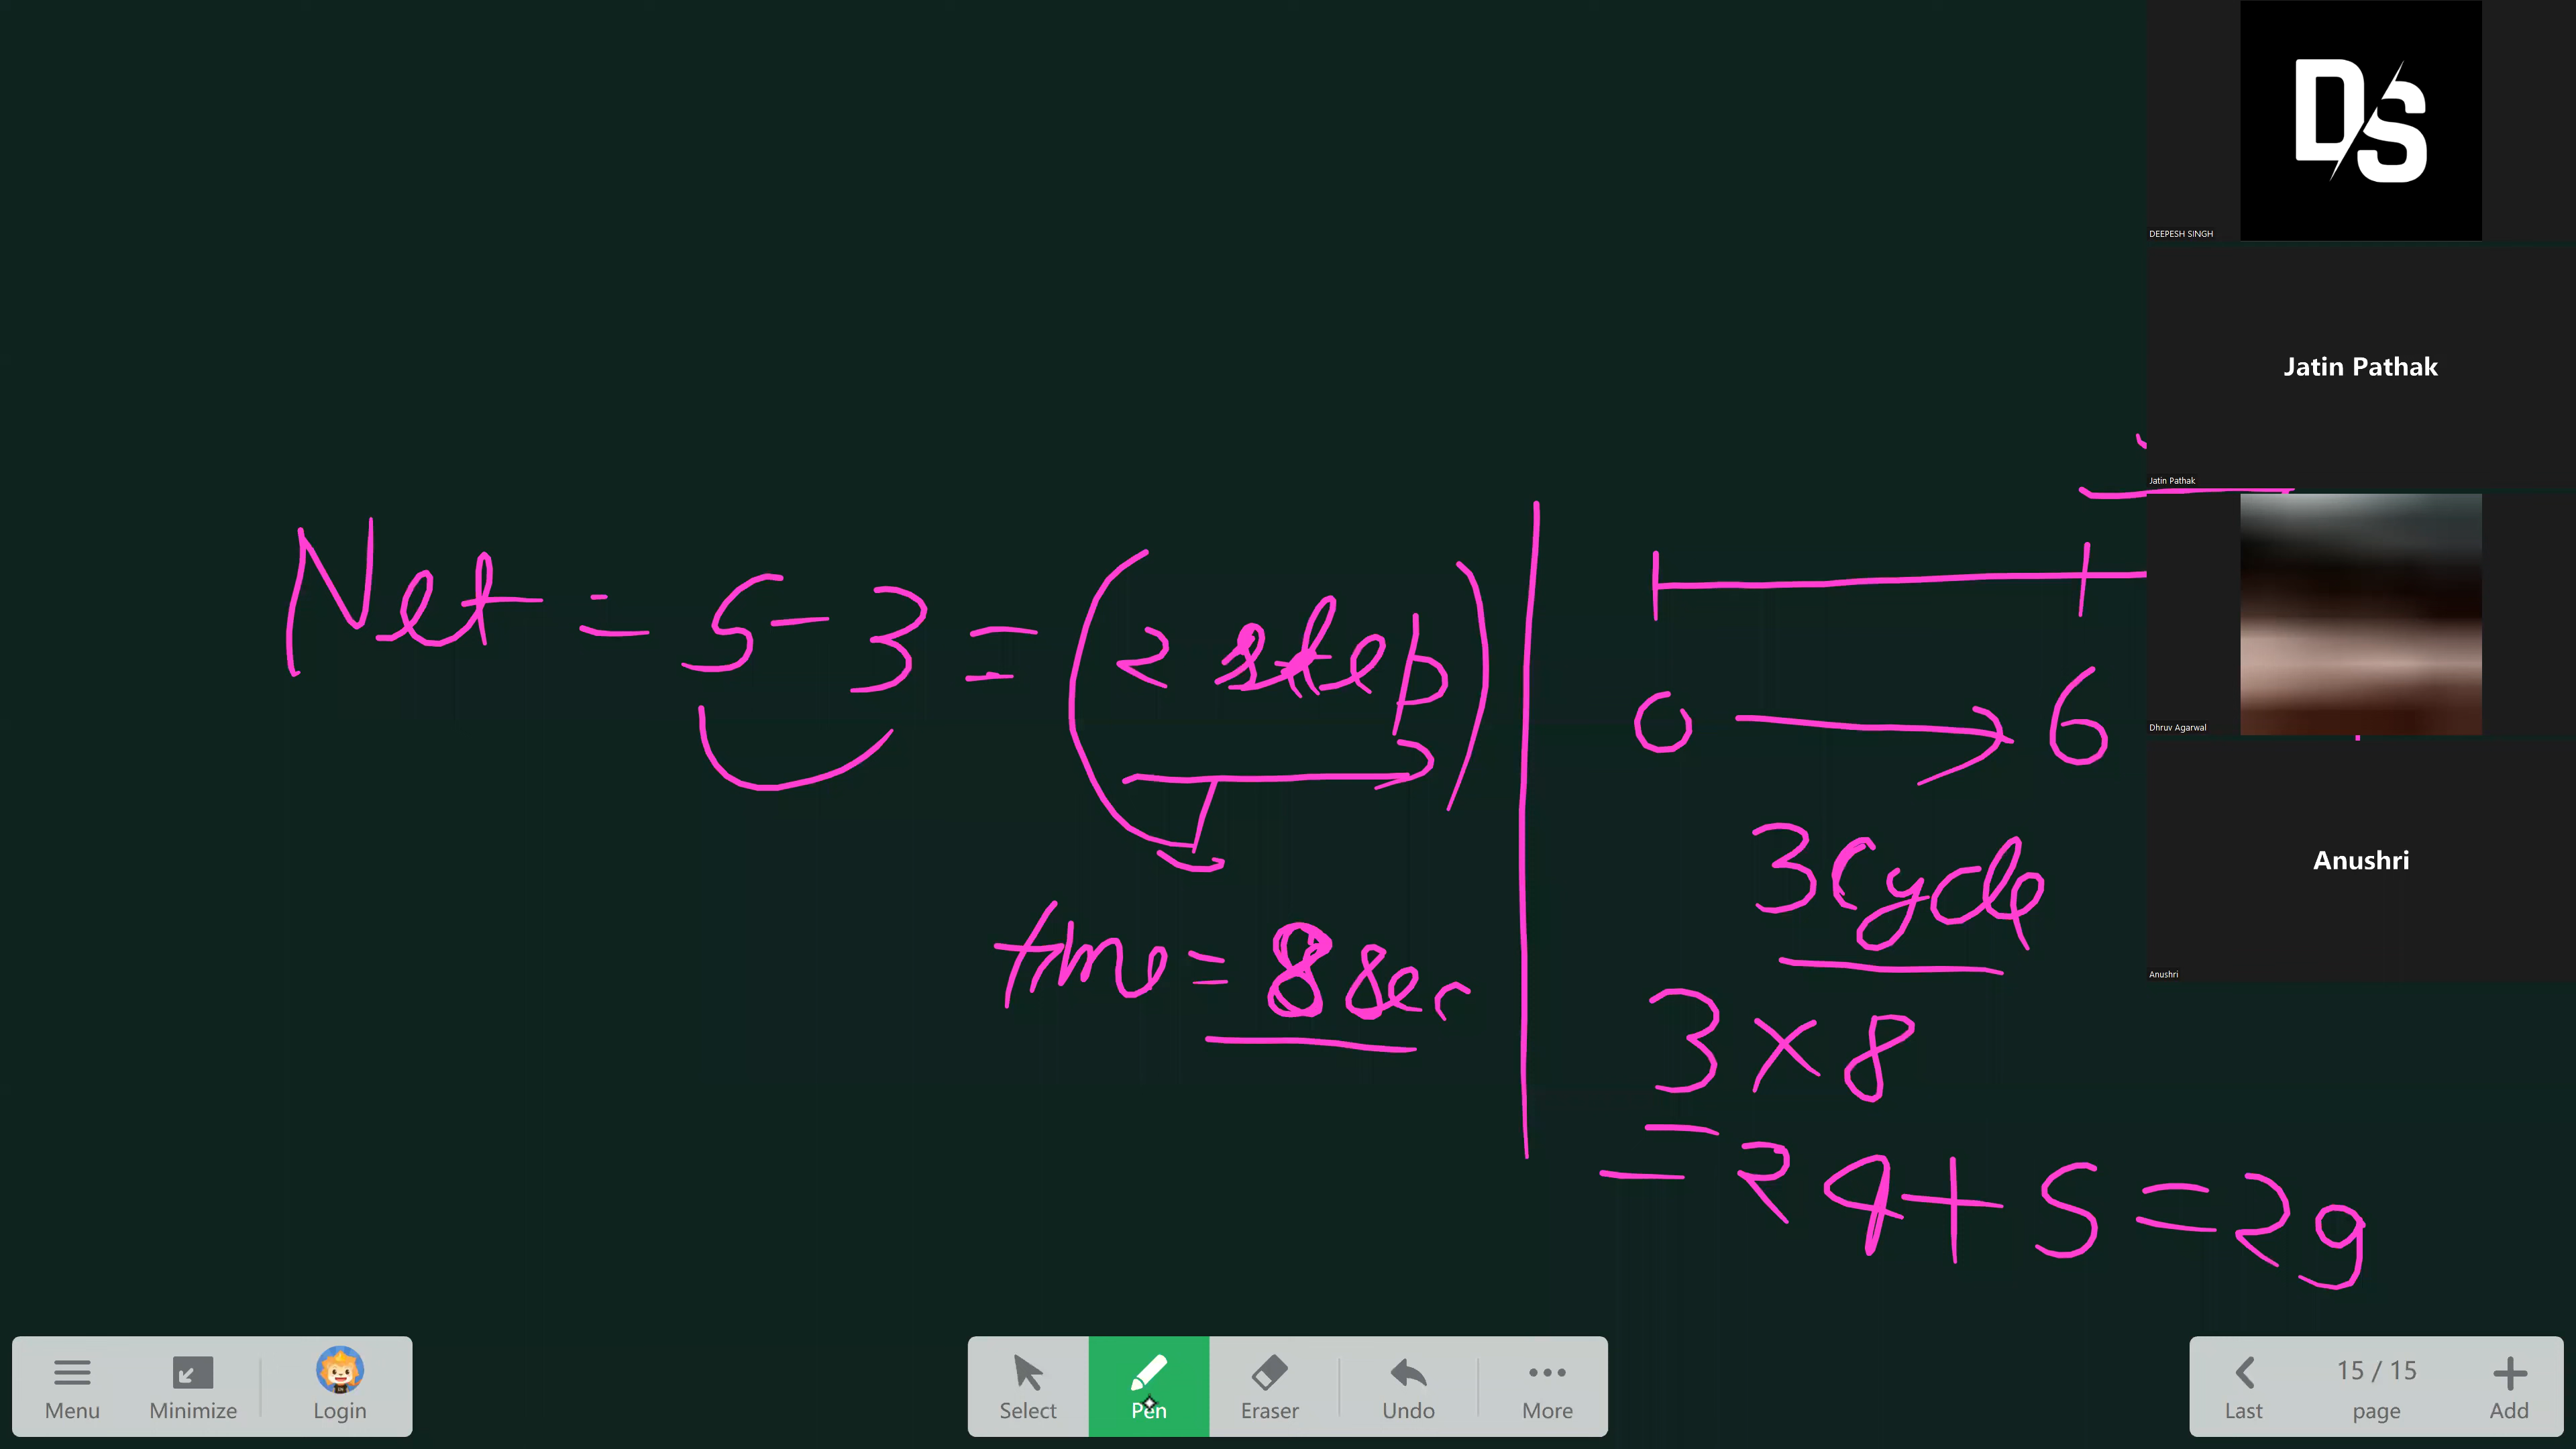 DS
DEEPESH SINGH
Jatin Pathak
Jatin Pathak
Net = 5 - 3 = (2 step)
time = 8 sec
0 → 6
3 cycle
3 × 8
= 24 + 5 = 29
Dhruv Agarwal
Anushri
Anushri
Menu
Minimize
Login
Select
Pen
Eraser
Undo
More
Last
15 / 15
page
Add